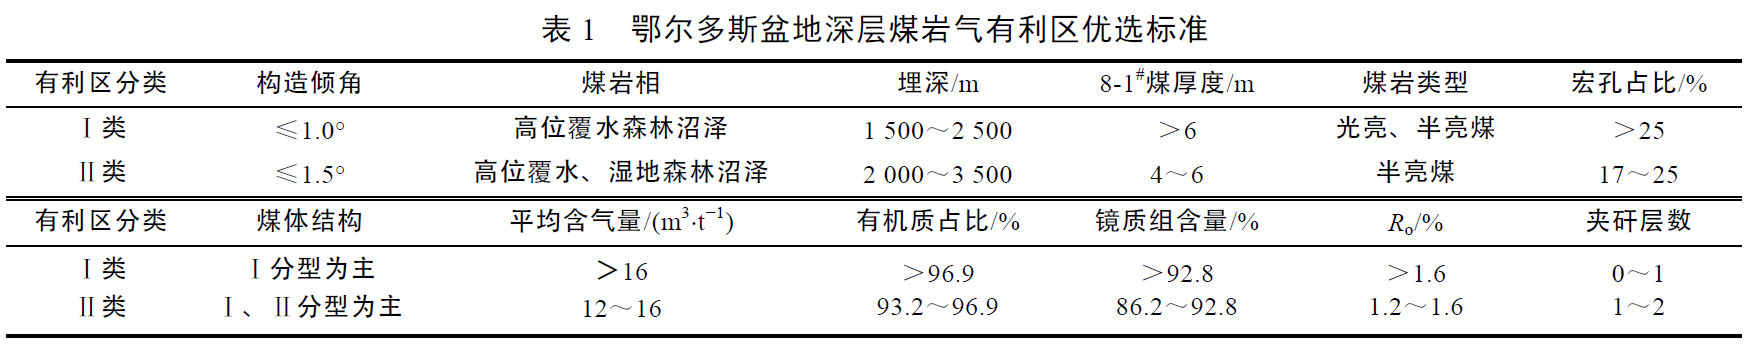 表 1 鄂尔多斯盆地深层煤岩气有利区优选标准
有利区分类 构造倾角 煤岩相 埋深/m 8-1#煤厚度/m 煤岩类型 宏孔占比/%
Ⅰ类 ≤1.0° 高位覆水森林沼泽 1 500～2 500 ＞6 光亮、半亮煤 ＞25
Ⅱ类 ≤1.5° 高位覆水、湿地森林沼泽 2 000～3 500 4～6 半亮煤 17～25
有利区分类 煤体结构 平均含气量/(m³·t⁻¹) 有机质占比/% 镜质组含量/% Ro/% 夹矸层数
Ⅰ类 Ⅰ分型为主 ＞16 ＞96.9 ＞92.8 ＞1.6 0～1
Ⅱ类 Ⅰ、Ⅱ分型为主 12～16 93.2～96.9 86.2～92.8 1.2～1.6 1～2